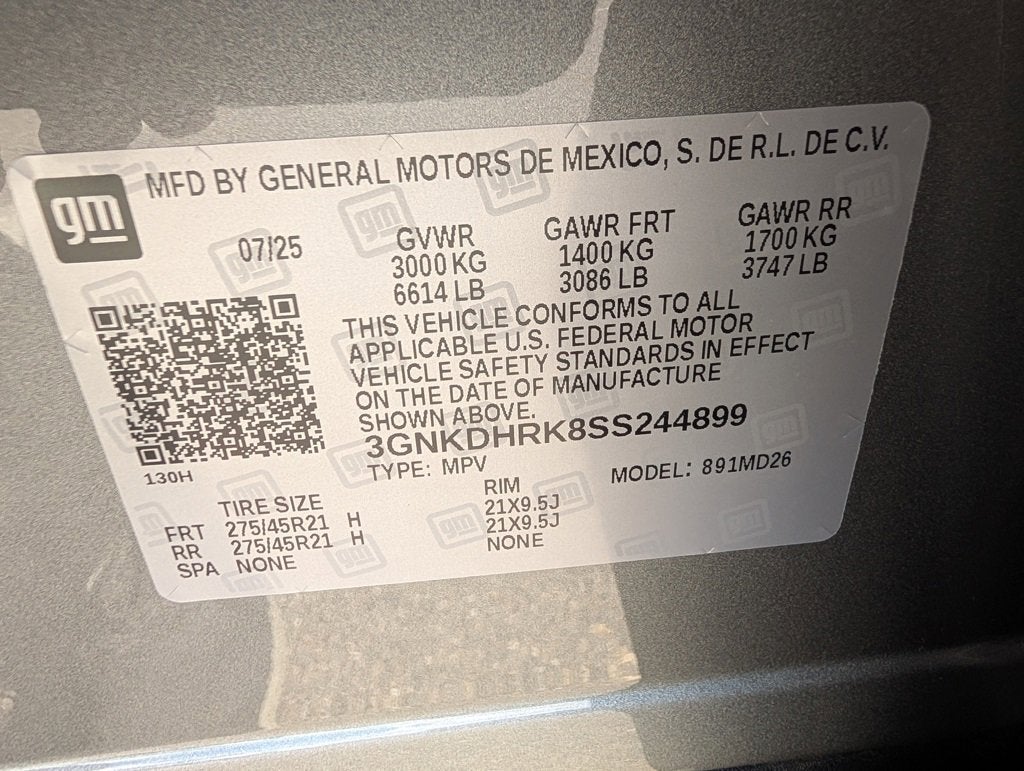 gm
MFD BY GENERAL MOTORS DE MEXICO, S. DE R.L. DE C.V.
07/25
GVWR
3000 KG
6614 LB
GAWR FRT
1400 KG
3086 LB
GAWR RR
1700 KG
3747 LB
THIS VEHICLE CONFORMS TO ALL
APPLICABLE U.S. FEDERAL MOTOR
VEHICLE SAFETY STANDARDS IN EFFECT
ON THE DATE OF MANUFACTURE
SHOWN ABOVE.
3GNKDHRK8SS244899
TYPE: MPV MODEL: 891MD26
130H
TIRE SIZE RIM
FRT 275/45R21 H 21X9.5J
RR 275/45R21 H 21X9.5J
SPA NONE NONE